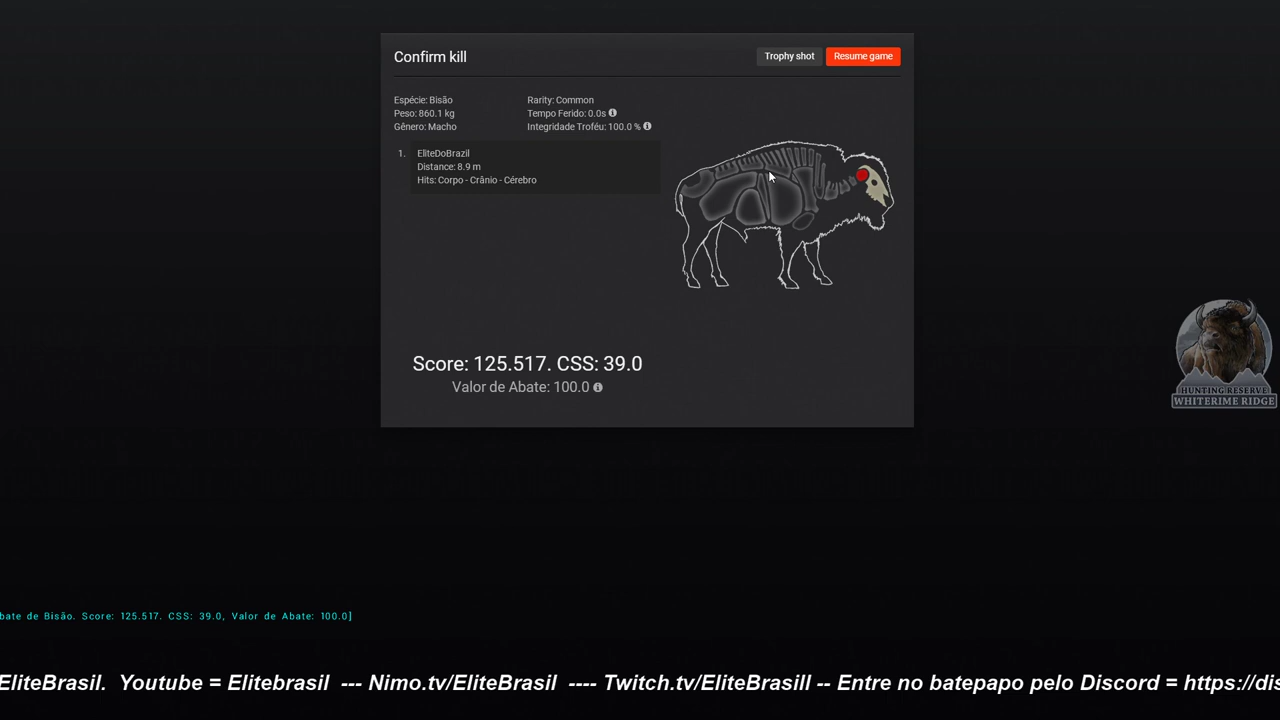 Confirm kill
Trophy shot
Resume game
Espécie: Bisão
Peso: 860.1 kg
Gênero: Macho
Rarity: Common
Tempo Ferido: 0.0s
Integridade Troféu: 100.0 %
1. EliteDoBrazil
Distance: 8.9 m
Hits: Corpo - Crânio - Cérebro
Score: 125.517. CSS: 39.0
Valor de Abate: 100.0
HUNTING RESERVE
WHITERIME RIDGE
bate de Bisão. Score: 125.517. CSS: 39.0, Valor de Abate: 100.0]
EliteBrasil. Youtube = Elitebrasil --- Nimo.tv/EliteBrasil ---- Twitch.tv/EliteBrasill -- Entre no batepapo pelo Discord = https://dis